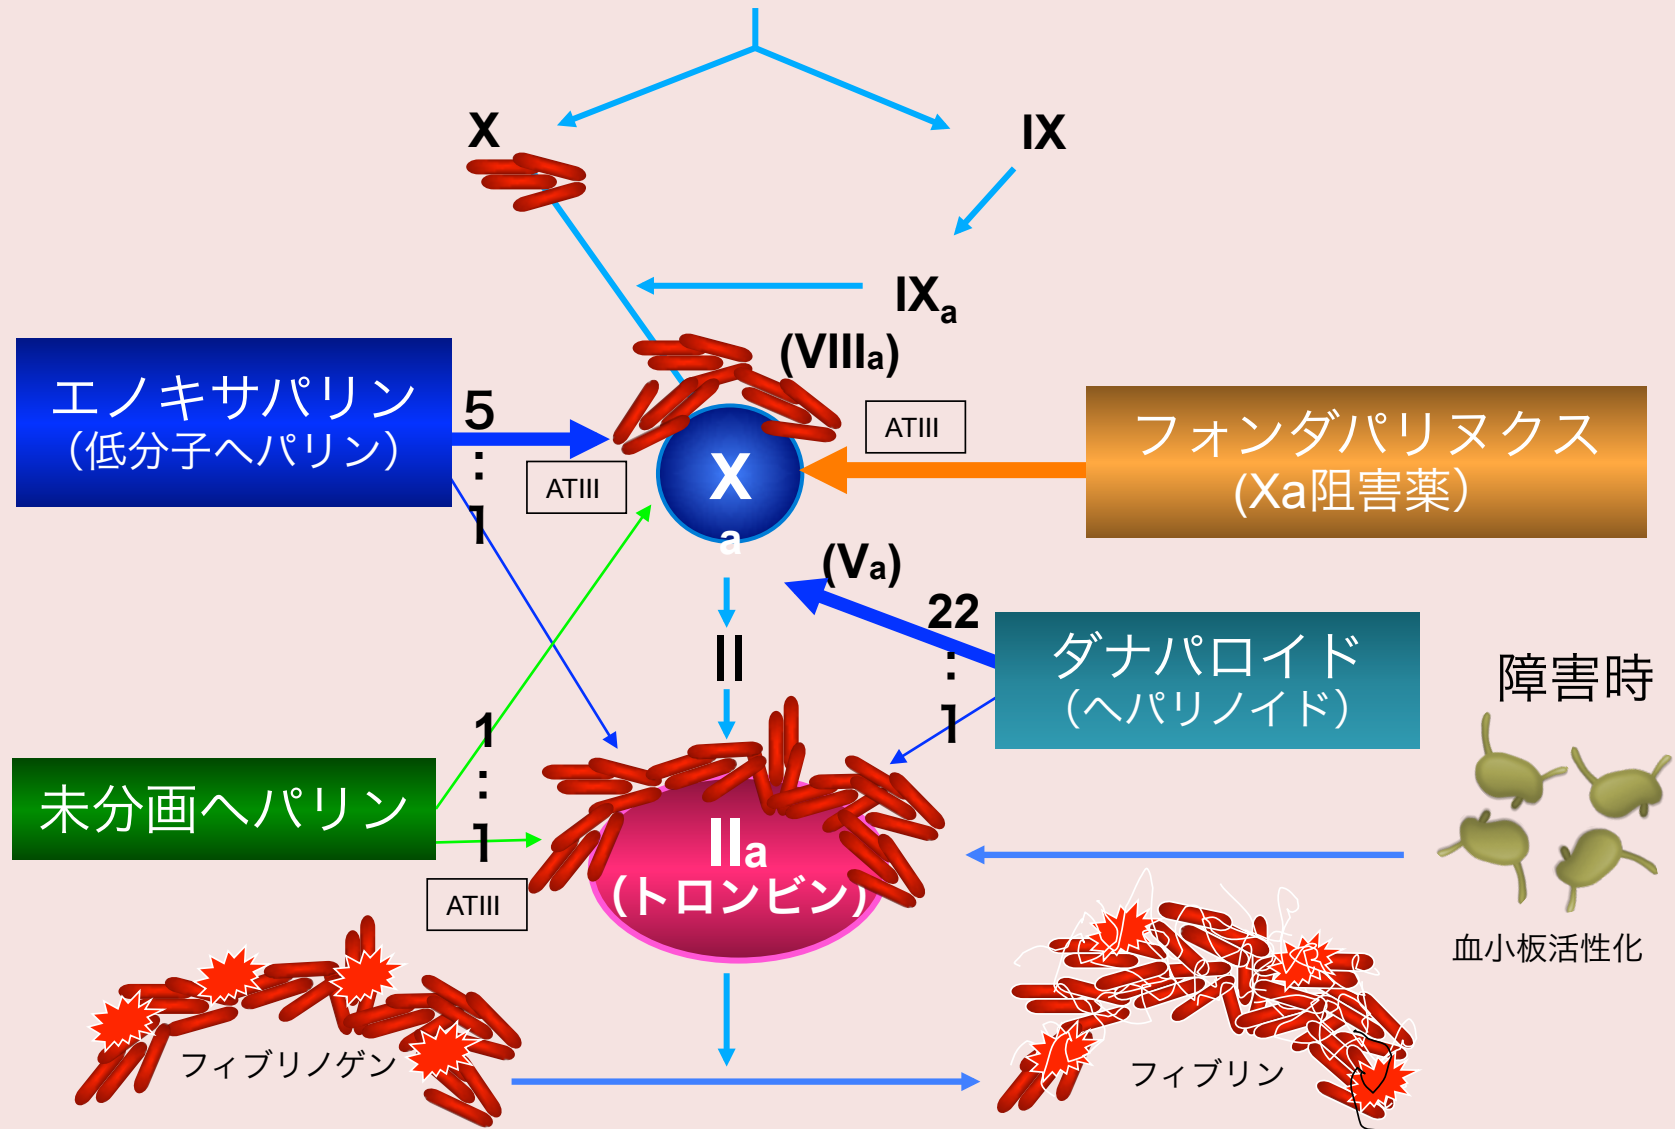 X
IX
IXa
(VIIIa)
エノキサパリン
（低分子ヘパリン）
5
:
1
ATIII
Xa
ATIII
フォンダパリヌクス
(Xa阻害薬）
(Va)
22
:
1
ダナパロイド
（ヘパリノイド）
II
障害時
未分画ヘパリン
1
:
1
ATIII
IIa
（トロンビン）
血小板活性化
フィブリノゲン
フィブリン